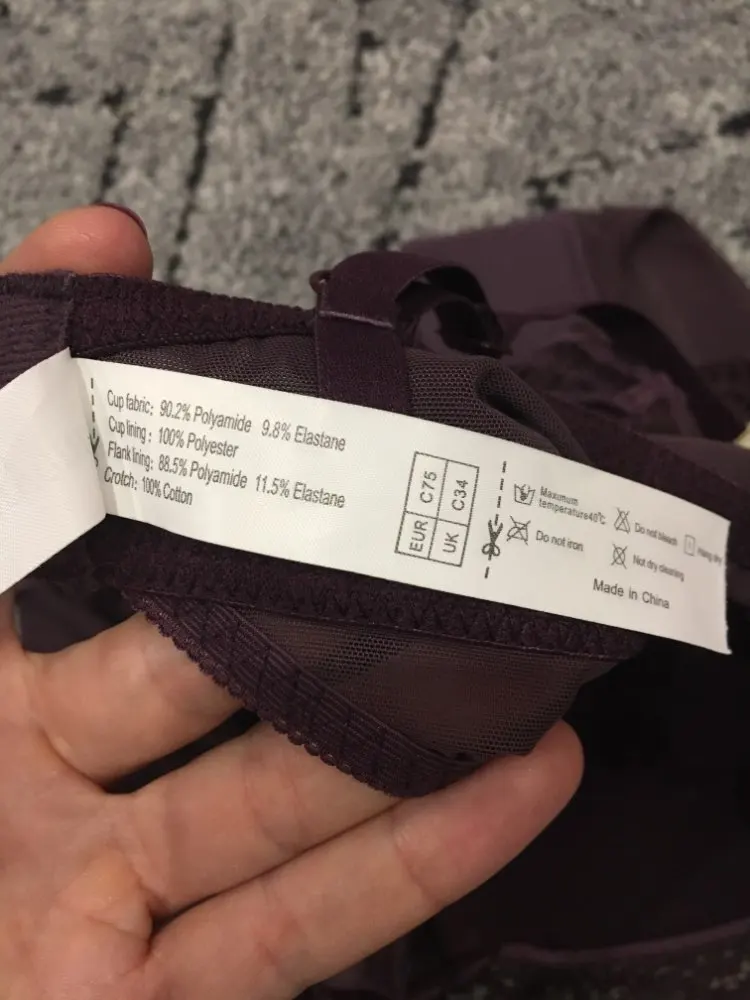 Cup fabric: 90.2% Polyamide 9.8% Elastane
Cup lining: 100% Polyester
Flank lining: 88.5% Polyamide 11.5% Elastane
Crotch: 100% Cotton
EUR C75
UK C34
Maximum
temperature40℃
Do not bleach
Do not iron
Not dry cleaning
Made in China